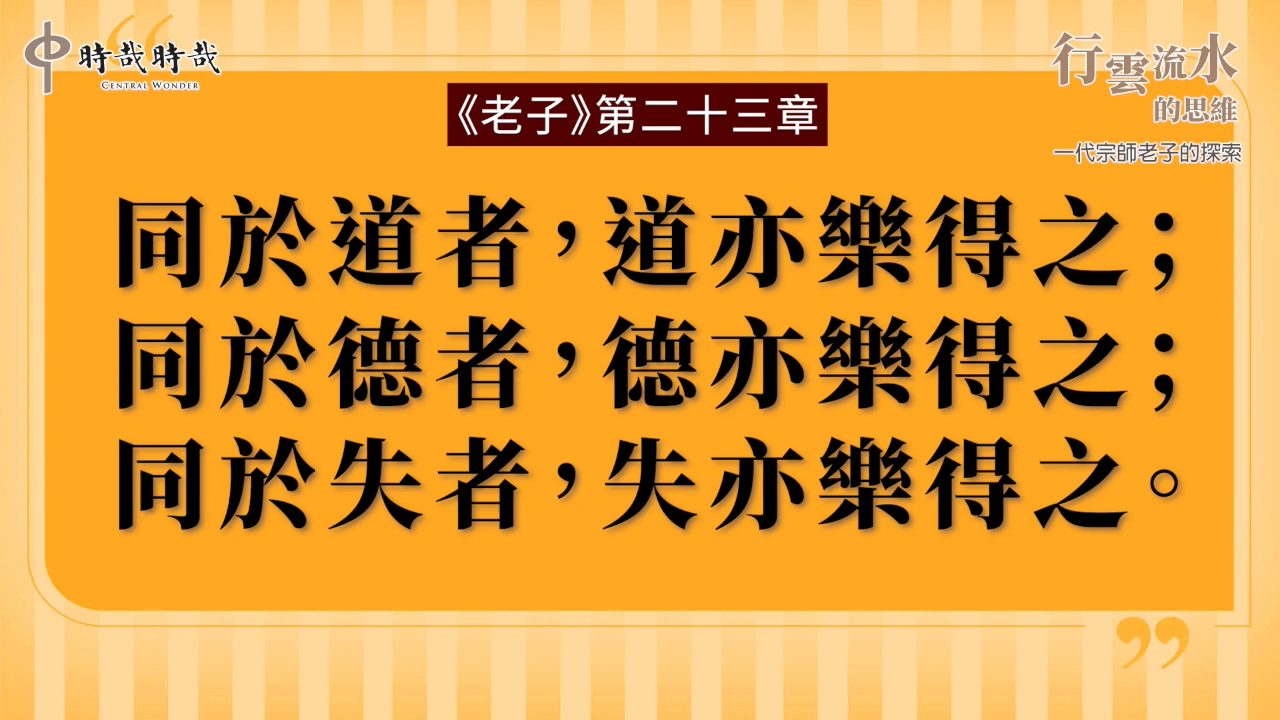 時哉時哉
CENTRAL WONDER
行雲流水
的思維
一代宗師老子的探索
《老子》第二十三章
同於道者，道亦樂得之；
同於德者，德亦樂得之；
同於失者，失亦樂得之。